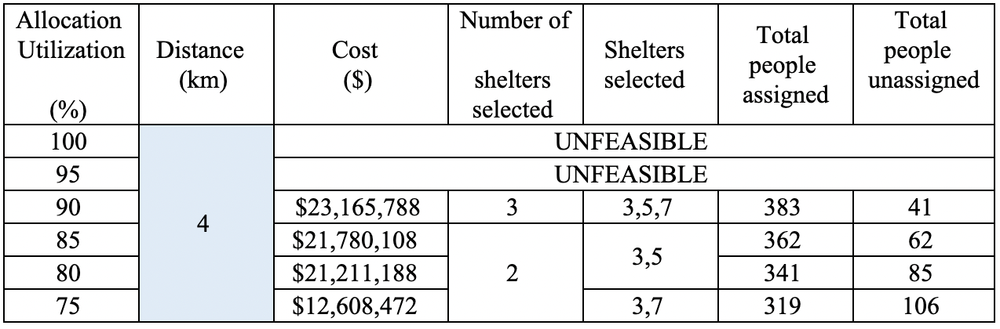 Allocation Utilization (%) | Distance (km) | Cost ($) | Number of shelters selected | Shelters selected | Total people assigned | Total people unassigned
100 | 4 | UNFEASIBLE
95 | UNFEASIBLE
90 | $23,165,788 | 3 | 3,5,7 | 383 | 41
85 | $21,780,108 | 2 | 3,5 | 362 | 62
80 | $21,211,188 | 341 | 85
75 | $12,608,472 | 3,7 | 319 | 106